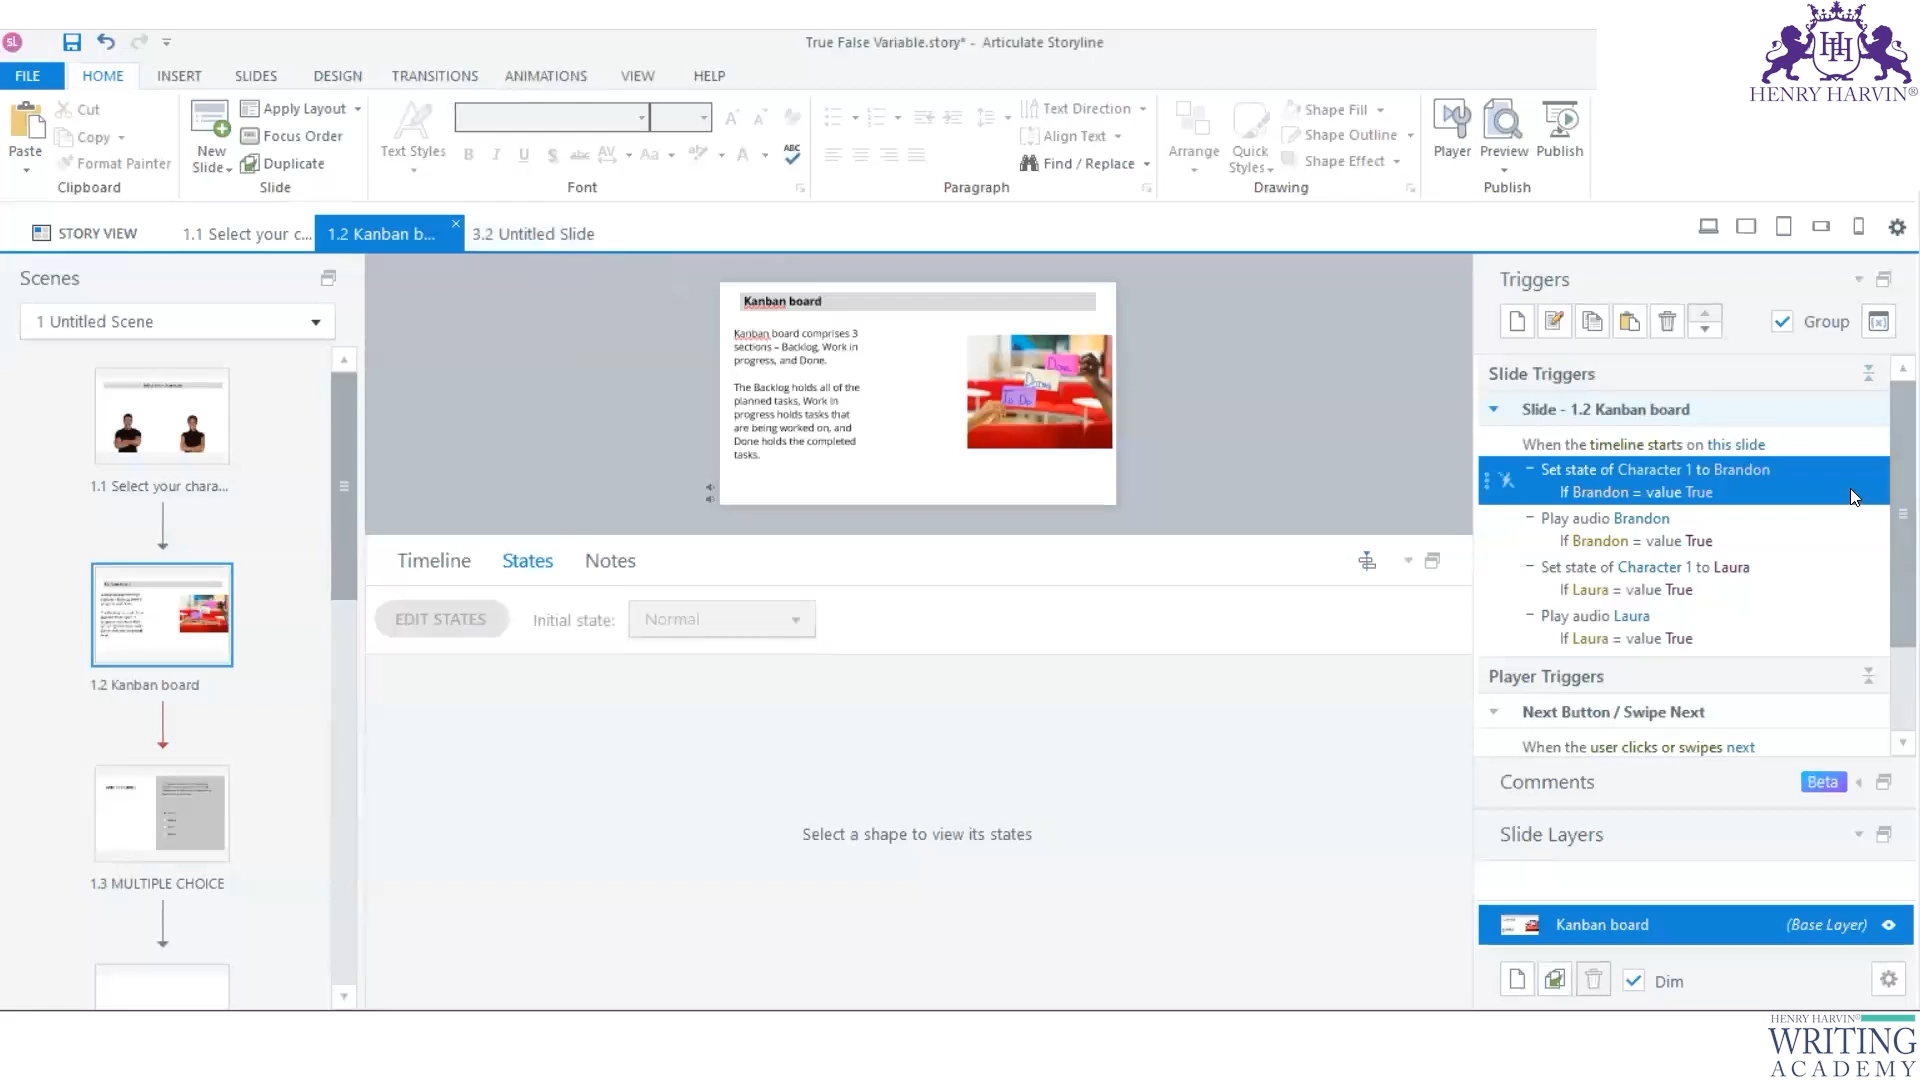 True False Variable.story* - Articulate Storyline
HENRY HARVIN®
FILE HOME INSERT SLIDES DESIGN TRANSITIONS ANIMATIONS VIEW HELP
Paste
Cut
Copy
Format Painter
Clipboard
New Slide
Apply Layout
Focus Order
Duplicate
Slide
Text Styles
B I U S abc AV Aa A
ABC
Font
Text Direction
Align Text
Find / Replace
Paragraph
Arrange
Quick Styles
Shape Fill
Shape Outline
Shape Effect
Drawing
Player
Preview
Publish
Publish
STORY VIEW 1.1 Select your c... 1.2 Kanban b... 3.2 Untitled Slide
Scenes
1 Untitled Scene
1.1 Select your chara...
1.2 Kanban board
1.3 MULTIPLE CHOICE
Kanban board
Kanban board comprises 3
sections – Backlog, Work in
progress, and Done.
The Backlog holds all of the
planned tasks, Work in
progress holds tasks that
are being worked on, and
Done holds the completed
tasks.
Done
Doing
To Do
Timeline States Notes
EDIT STATES Initial state: Normal
Select a shape to view its states
Triggers
Group
Slide Triggers
Slide - 1.2 Kanban board
When the timeline starts on this slide
Set state of Character 1 to Brandon
If Brandon = value True
Play audio Brandon
If Brandon = value True
Set state of Character 1 to Laura
If Laura = value True
Play audio Laura
If Laura = value True
Player Triggers
Next Button / Swipe Next
When the user clicks or swipes next
Comments Beta
Slide Layers
Kanban board (Base Layer)
Dim
HENRY HARVIN®
WRITING
ACADEMY